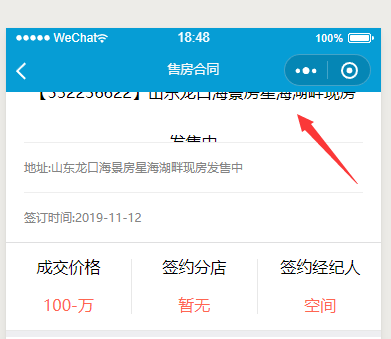 WeChat 18:48 100%
售房合同
【552256622】山东龙口海景房星海湖畔现房
发售中
地址:山东龙口海景房星海湖畔现房发售中
签订时间:2019-11-12
成交价格 签约分店 签约经纪人
100-万 暂无 空间